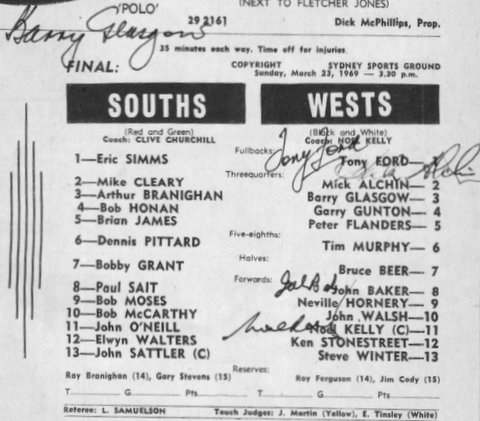 'POLO'
(NEXT TO FLETCHER JONES)
29 2161
Dick McPhillips, Prop.
Barry Glasgow
35 minutes each way. Time off for injuries.
FINAL:
COPYRIGHT SYDNEY SPORTS GROUND
Sunday, March 23, 1969 — 3.30 p.m.
SOUTHS WESTS
(Red and Green) (Black and White)
Coach: CLIVE CHURCHILL Coach: NOEL KELLY
Tony Ford
1—Eric SIMMS Fullbacks: Tony FORD—
Alchin
2—Mike CLEARY Threequarters: Mick ALCHIN— 2
3—Arthur BRANIGHAN Barry GLASGOW— 3
4—Bob HONAN Garry GUNTON— 4
5—Brian JAMES Peter FLANDERS— 5
6—Dennis PITTARD Five-eighths: Tim MURPHY— 6
7—Bobby GRANT Halves: Bruce BEER— 7
8—Paul SAIT Forwards: John BAKER— 8
9—Bob MOSES Neville HORNERY— 9
10—Bob McCARTHY John WALSH—10
11—John O'NEILL Noel KELLY (C)—11
12—Elwyn WALTERS Ken STONESTREET—12
13—John SATTLER (C) Steve WINTER—13
Reserves:
Roy Branighan (14), Gary Stevens (15) Roy Ferguson (14), Jim Cody (15)
T G Pts T G Pts
Referee: L. SAMUELSON Touch Judges: J. Martin (Yellow), E. Tinsley (White)